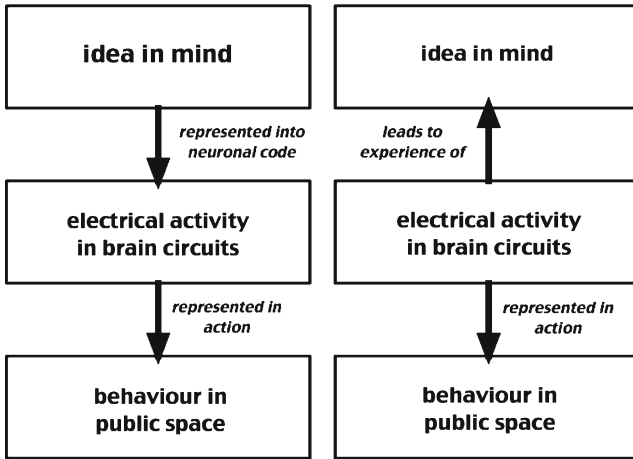 idea in mind
represented into
neuronal code
electrical activity
in brain circuits
represented in
action
behaviour in
public space
idea in mind
leads to
experience of
electrical activity
in brain circuits
represented in
action
behaviour in
public space